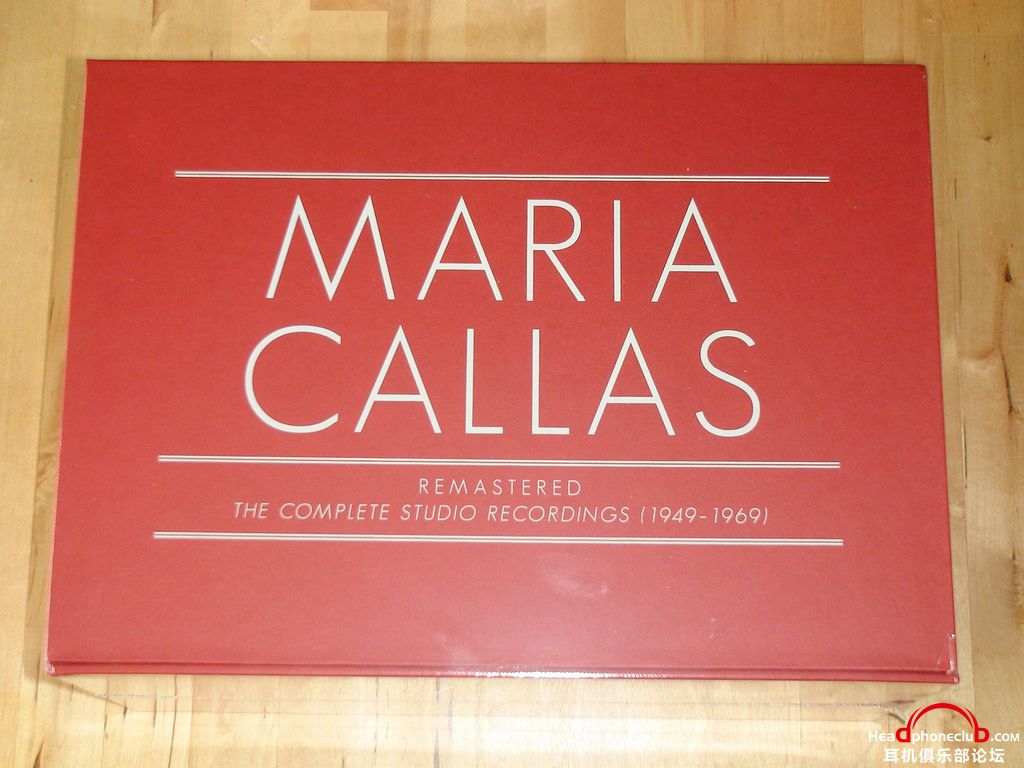 MARIA
CALLAS
REMASTERED
THE COMPLETE STUDIO RECORDINGS (1949-1969)
Headphoneclub.com
耳机俱乐部论坛